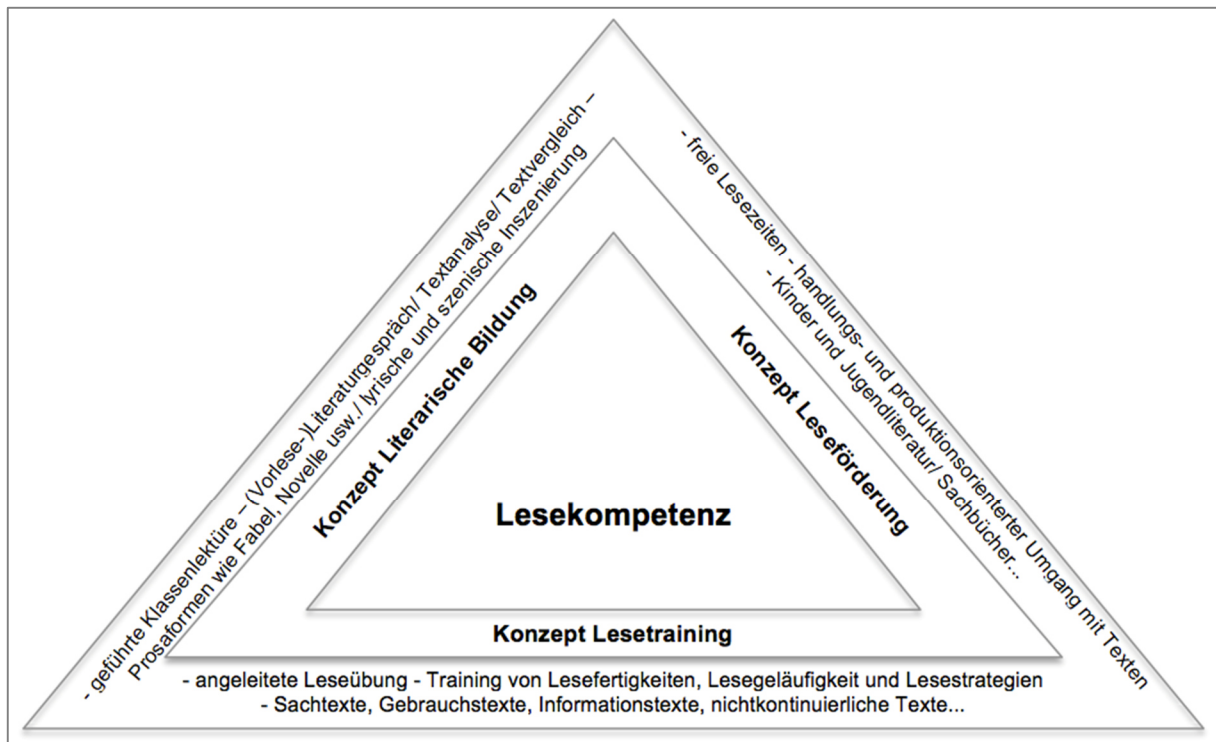 - geführte Klassenlektüre – (Vorlese-)Literaturgespräch/ Textanalyse/ Textvergleich –
Prosaformen wie Fabel, Novelle usw./ lyrische und szenische Inszenierung
- freie Lesezeiten - handlungs- und produktionsorienterter Umgang mit Texten
- Kinder und Jugendliteratur/ Sachbücher...
Konzept Literarische Bildung
Konzept Leseförderung
Lesekompetenz
Konzept Lesetraining
- angeleitete Leseübung - Training von Lesefertigkeiten, Lesegeläufigkeit und Lesestrategien
- Sachtexte, Gebrauchstexte, Informationstexte, nichtkontinuierliche Texte...